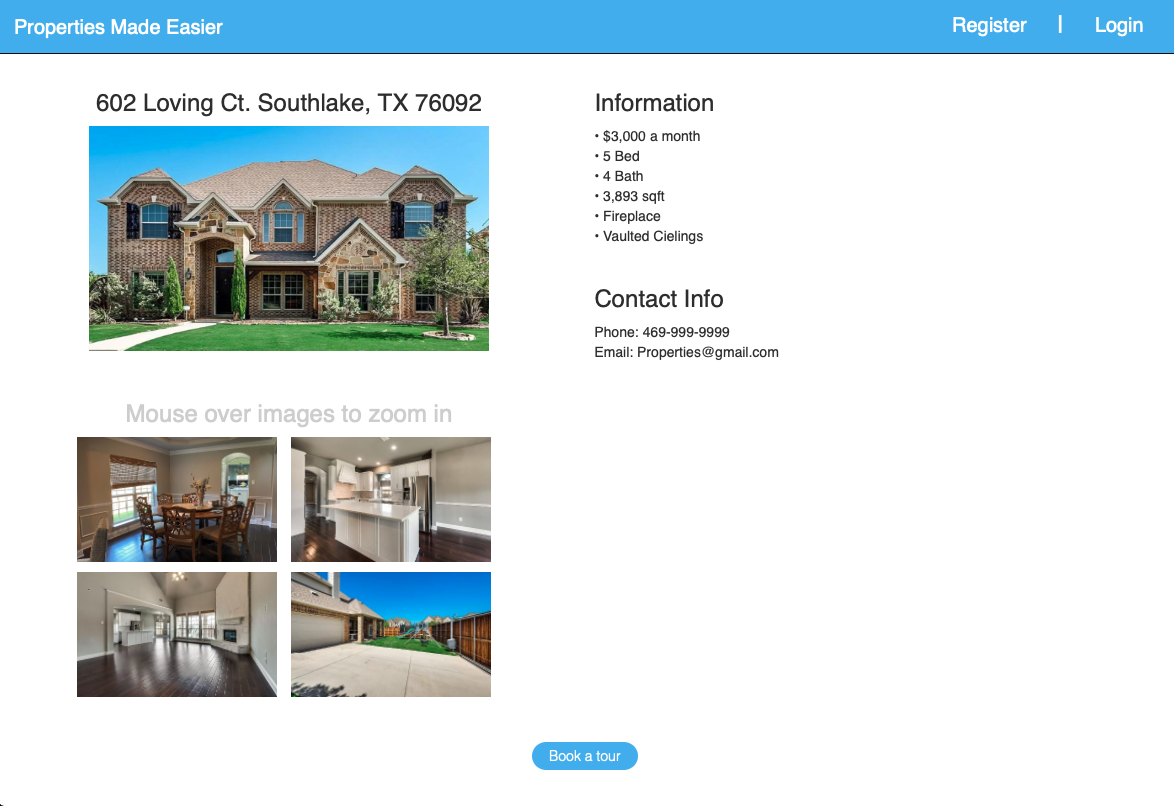 Properties Made Easier
Register | Login
602 Loving Ct. Southlake, TX 76092
Information
• $3,000 a month
• 5 Bed
• 4 Bath
• 3,893 sqft
• Fireplace
• Vaulted Cielings
Contact Info
Phone: 469-999-9999
Email: Properties@gmail.com
Mouse over images to zoom in
Book a tour